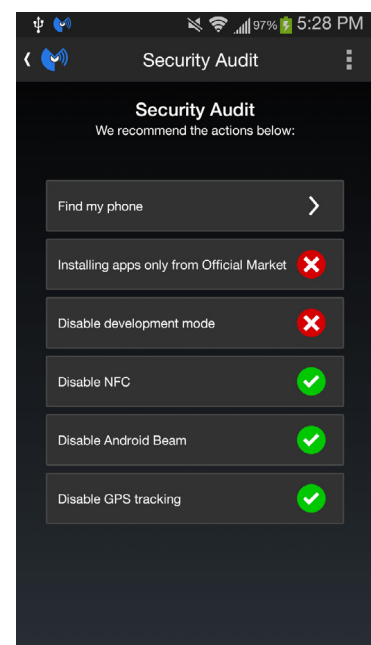 97% 5:28 PM
Security Audit
Security Audit
We recommend the actions below:
Find my phone
Installing apps only from Official Market
Disable development mode
Disable NFC
Disable Android Beam
Disable GPS tracking